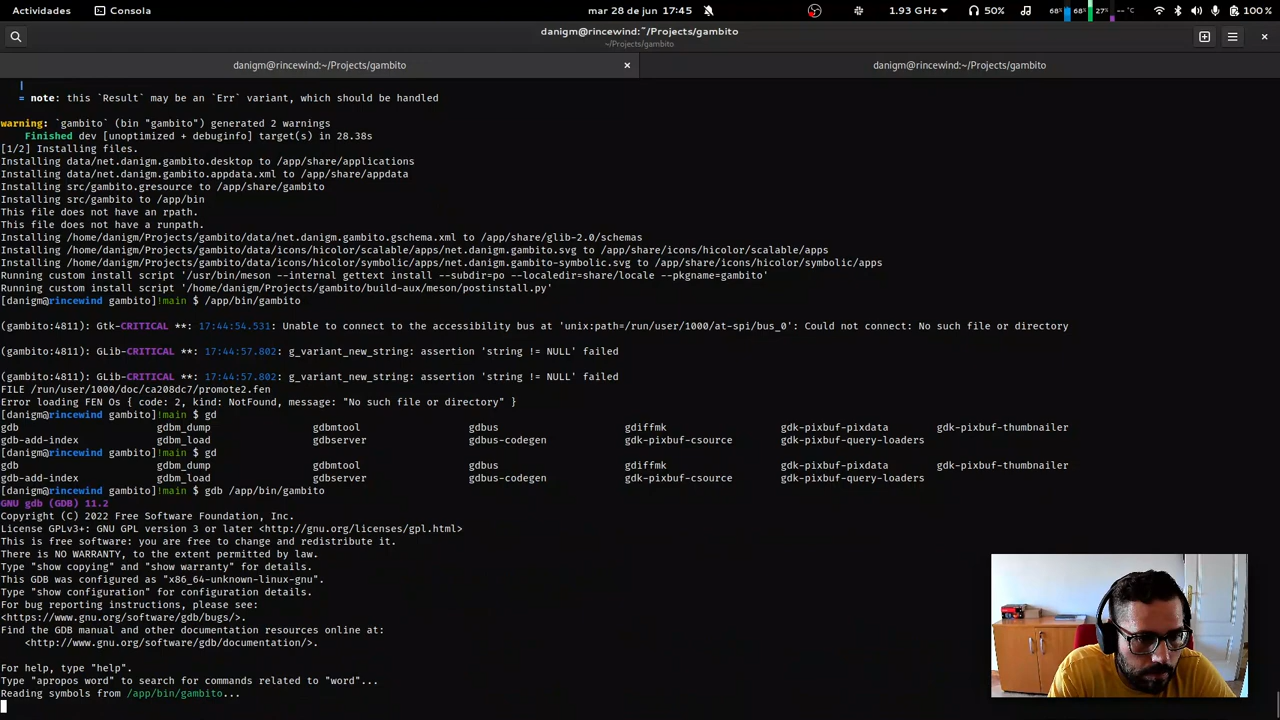 Actividades
Consola
mar 28 de jun 17:45
1.93 GHz
50%
68%
68%
27%
-- °C
100 %
danigm@rincewind: ~/Projects/gambito
~/Projects/gambito
danigm@rincewind:~/Projects/gambito
danigm@rincewind:~/Projects/gambito
|
= note: this `Result` may be an `Err` variant, which should be handled
warning: `gambito` (bin "gambito") generated 2 warnings
Finished dev [unoptimized + debuginfo] target(s) in 28.38s
[1/2] Installing files.
Installing data/net.danigm.gambito.desktop to /app/share/applications
Installing data/net.danigm.gambito.appdata.xml to /app/share/appdata
Installing src/gambito.gresource to /app/share/gambito
Installing src/gambito to /app/bin
This file does not have an rpath.
This file does not have a runpath.
Installing /home/danigm/Projects/gambito/data/net.danigm.gambito.gschema.xml to /app/share/glib-2.0/schemas
Installing /home/danigm/Projects/gambito/data/icons/hicolor/scalable/apps/net.danigm.gambito.svg to /app/share/icons/hicolor/scalable/apps
Installing /home/danigm/Projects/gambito/data/icons/hicolor/symbolic/apps/net.danigm.gambito-symbolic.svg to /app/share/icons/hicolor/symbolic/apps
Running custom install script '/usr/bin/meson --internal gettext install --subdir=po --localedir=share/locale --pkgname=gambito'
Running custom install script '/home/danigm/Projects/gambito/build-aux/meson/postinstall.py'
[danigm@rincewind gambito]!main $ /app/bin/gambito
(gambito:4811): Gtk-CRITICAL **: 17:44:54.531: Unable to connect to the accessibility bus at 'unix:path=/run/user/1000/at-spi/bus_0': Could not connect: No such file or directory
(gambito:4811): GLib-CRITICAL **: 17:44:57.802: g_variant_new_string: assertion 'string != NULL' failed
(gambito:4811): GLib-CRITICAL **: 17:44:57.802: g_variant_new_string: assertion 'string != NULL' failed
FILE /run/user/1000/doc/ca208dc7/promote2.fen
Error loading FEN Os { code: 2, kind: NotFound, message: "No such file or directory" }
[danigm@rincewind gambito]!main $ gd
gdb gdbm_dump gdbmtool gdbus gdiffmk gdk-pixbuf-pixdata gdk-pixbuf-thumbnailer
gdb-add-index gdbm_load gdbserver gdbus-codegen gdk-pixbuf-csource gdk-pixbuf-query-loaders
[danigm@rincewind gambito]!main $ gd
gdb gdbm_dump gdbmtool gdbus gdiffmk gdk-pixbuf-pixdata gdk-pixbuf-thumbnailer
gdb-add-index gdbm_load gdbserver gdbus-codegen gdk-pixbuf-csource gdk-pixbuf-query-loaders
[danigm@rincewind gambito]!main $ gdb /app/bin/gambito
GNU gdb (GDB) 11.2
Copyright (C) 2022 Free Software Foundation, Inc.
License GPLv3+: GNU GPL version 3 or later <http://gnu.org/licenses/gpl.html>
This is free software: you are free to change and redistribute it.
There is NO WARRANTY, to the extent permitted by law.
Type "show copying" and "show warranty" for details.
This GDB was configured as "x86_64-unknown-linux-gnu".
Type "show configuration" for configuration details.
For bug reporting instructions, please see:
<https://www.gnu.org/software/gdb/bugs/>.
Find the GDB manual and other documentation resources online at:
<http://www.gnu.org/software/gdb/documentation/>.
For help, type "help".
Type "apropos word" to search for commands related to "word"...
Reading symbols from /app/bin/gambito...